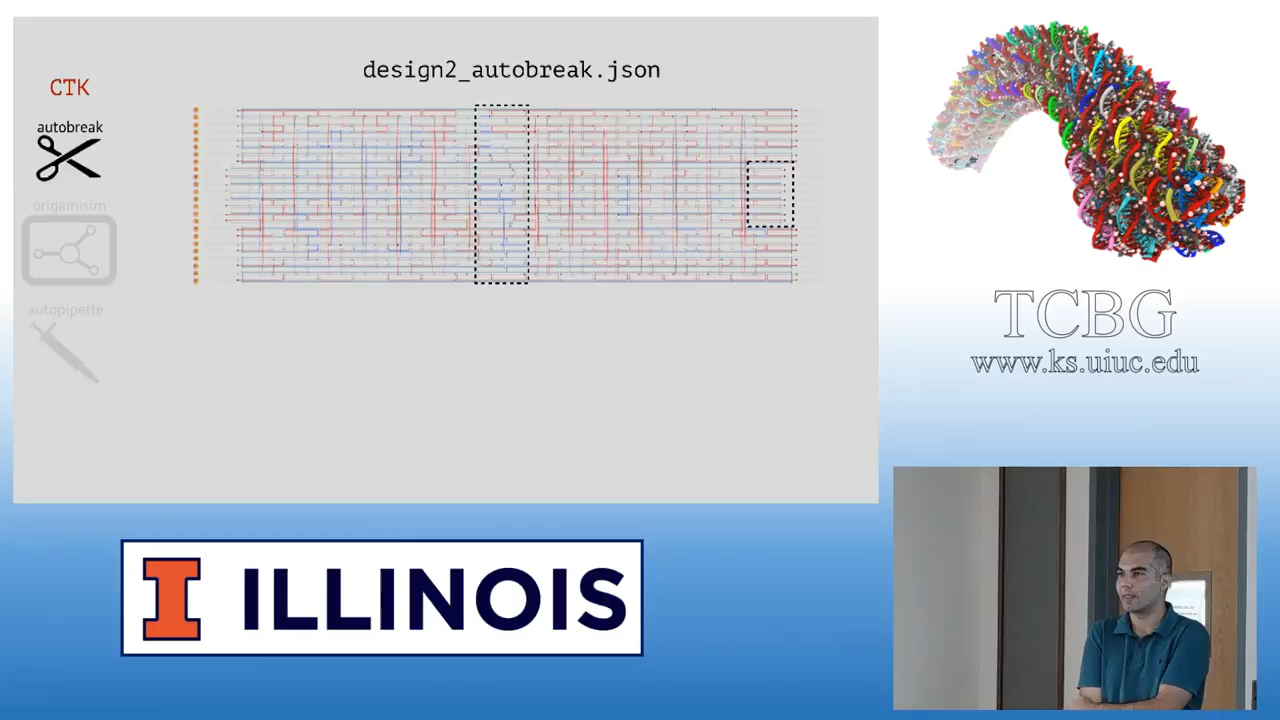 design2_autobreak.json
CTK
autobreak
origamisim
autopipette
TCBG
www.ks.uiuc.edu
I ILLINOIS